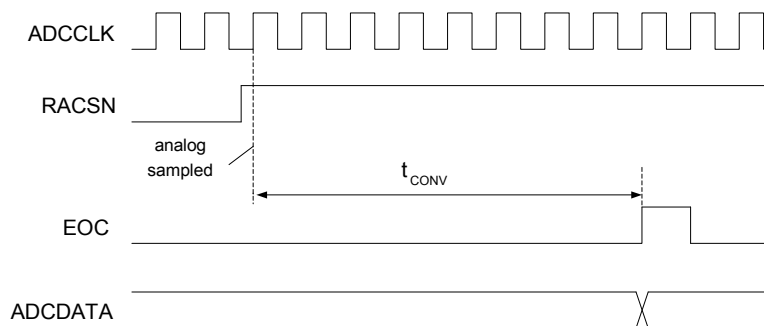 ADCCLK
RACSN
analog
sampled
tCONV
EOC
ADCDATA